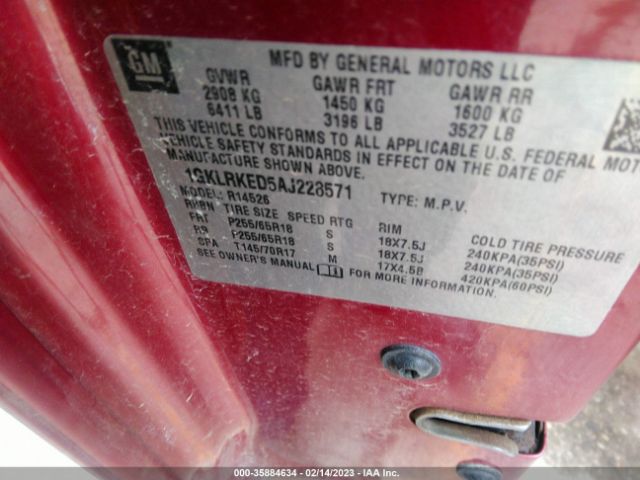 GM
MFD BY GENERAL MOTORS LLC
GVWR GAWR FRT GAWR RR
2908 KG 1450 KG 1600 KG
6411 LB 3196 LB 3527 LB
THIS VEHICLE CONFORMS TO ALL APPLICABLE U.S. FEDERAL MOT
VEHICLE SAFETY STANDARDS IN EFFECT ON THE DATE OF
MANUFACTURE SHOWN ABOVE.
1GKLRKED5AJ228571 TYPE: M.P.V.
MODEL: R14526
TIRE SIZE SPEED RTG RIM COLD TIRE PRESSURE
FRT P255/65R18 S 18X7.5J 240KPA(35PSI)
RR P255/65R18 S 18X7.5J 240KPA(35PSI)
SPA T145/70R17 M 17X4.5B 420KPA(60PSI)
SEE OWNER'S MANUAL FOR MORE INFORMATION.
000-35884634 02/14/2023 IAA Inc.